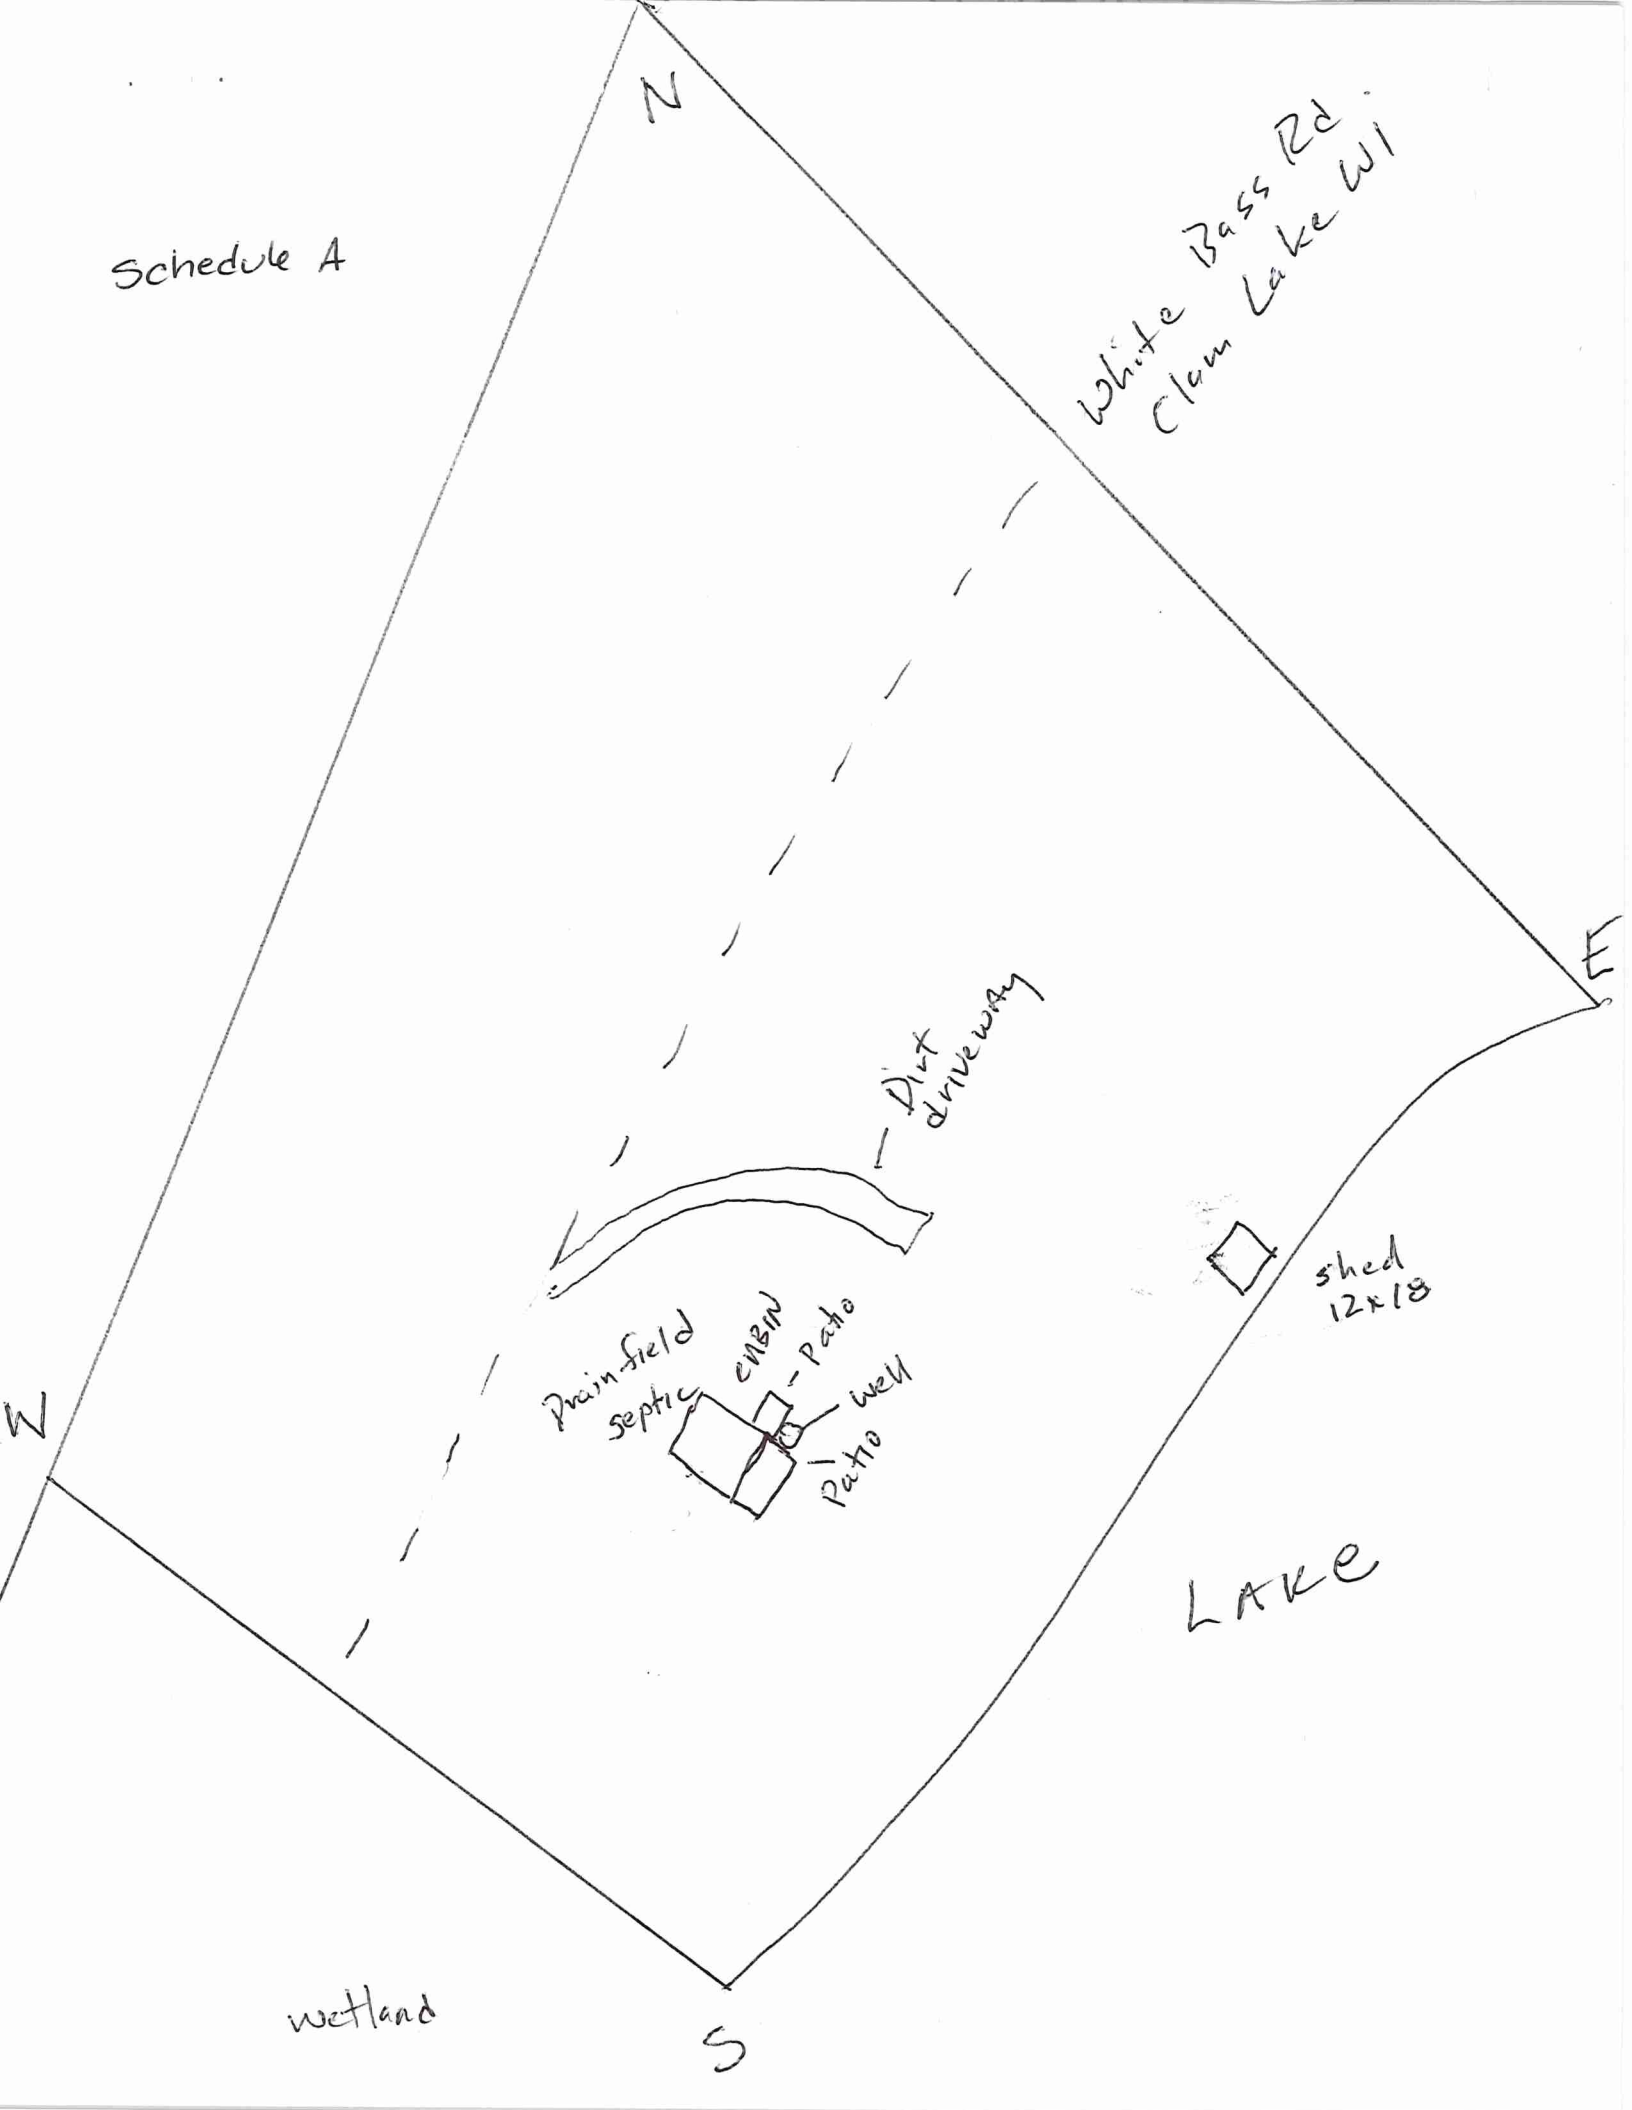 N
White Bass Rd
Clam Lake WI
Schedule A
E
Dirt
driveway
shed
12x18
Drainfield
septic
CABIN
patio
well
patio
W
LAKE
wetland
S